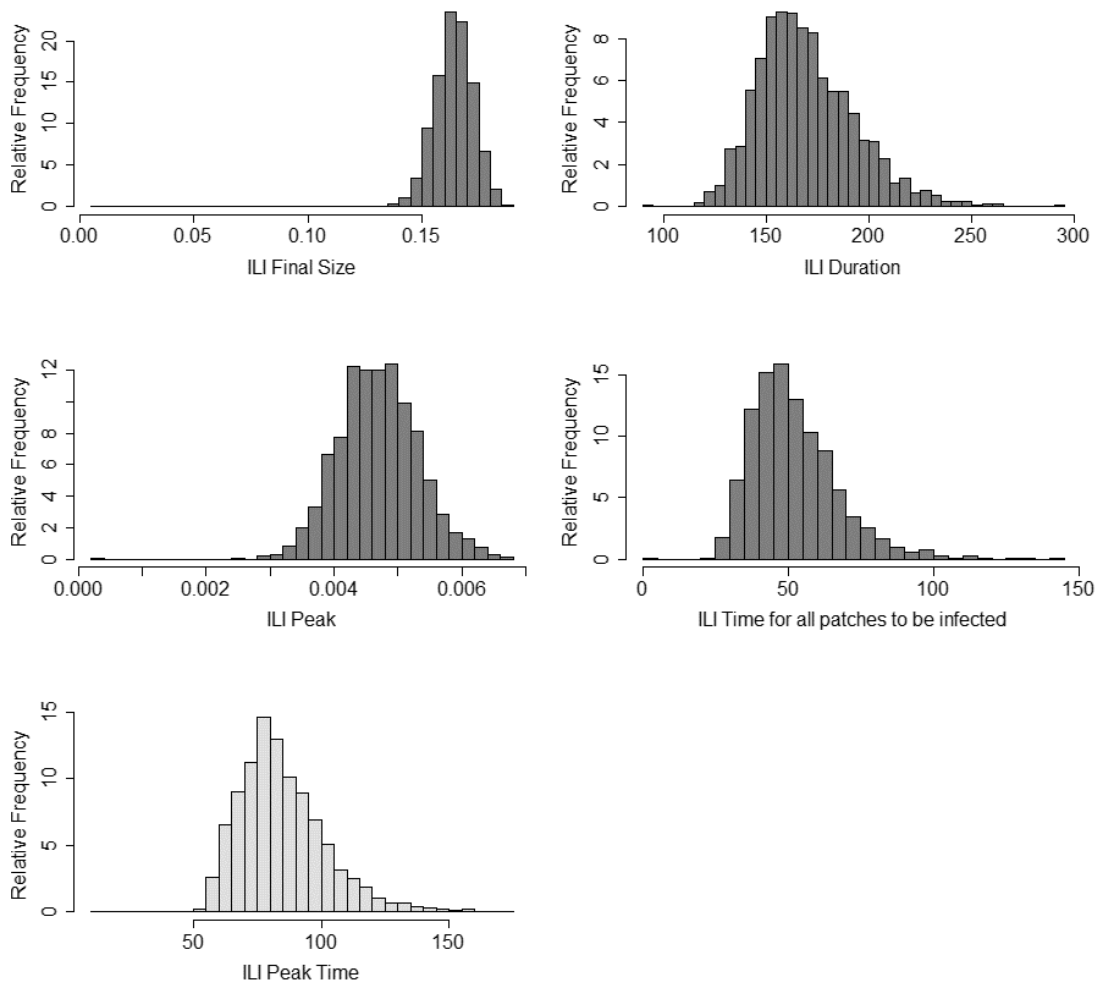 Relative Frequency
20
15
10
5
0
0.00 0.05 0.10 0.15
ILI Final Size
Relative Frequency
8
6
4
2
0
100 150 200 250 300
ILI Duration
Relative Frequency
12
10
8
6
4
2
0
0.000 0.002 0.004 0.006
ILI Peak
Relative Frequency
15
10
5
0
0 50 100 150
ILI Time for all patches to be infected
Relative Frequency
15
10
5
0
50 100 150
ILI Peak Time